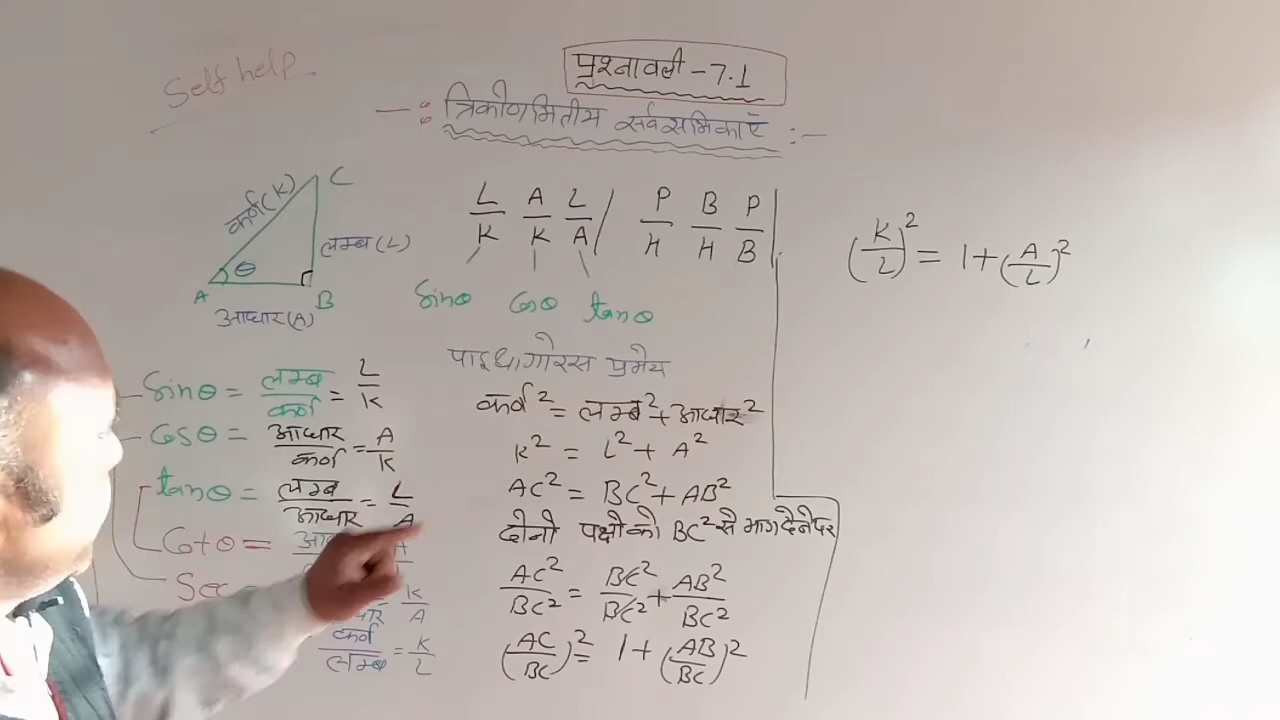 Self help
प्रश्नावली - 7.1
-: त्रिकोणमितीय सर्वसमिकाएँ :-
C
कर्ण(K)
लम्ब(L)
θ
A
B
आधार(A)
L/K A/K L/A / P/H B/H P/B
Sinθ Cosθ tanθ
पाइथागोरस प्रमेय
कर्ण² = लम्ब² + आधार²
K² = L² + A²
AC² = BC² + AB²
दोनो पक्षो को BC² से भाग देने पर
AC²/BC² = BC²/BC² + AB²/BC²
(AC/BC)² = 1 + (AB/BC)²
Sinθ = लम्ब/कर्ण = L/K
Cosθ = आधार/कर्ण = A/K
tanθ = लम्ब/आधार = L/A
Cotθ =
Sec
K/A
कर्ण/लम्ब = K/L
(K/L)² = 1 + (A/L)²